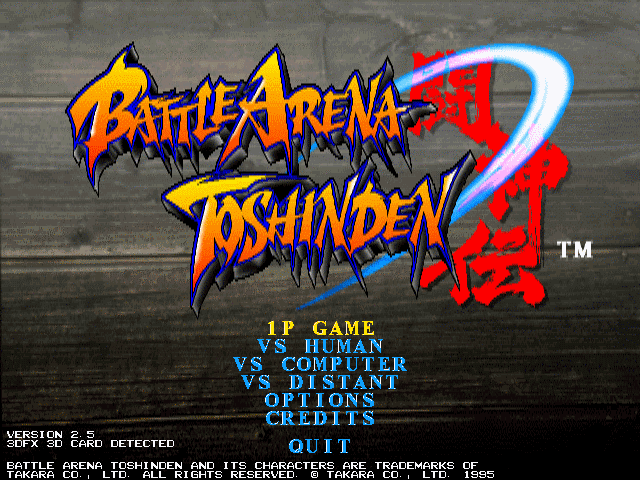 BATTLE ARENA
TOSHINDEN
闘神伝
TM
1P GAME
VS HUMAN
VS COMPUTER
VS DISTANT
OPTIONS
CREDITS
QUIT
VERSION 2.5
3DFX 3D CARD DETECTED
BATTLE ARENA TOSHINDEN AND ITS CHARACTERS ARE TRADEMARKS OF
TAKARA CO., LTD. ALL RIGHTS RESERVED. © TAKARA CO., LTD. 1995